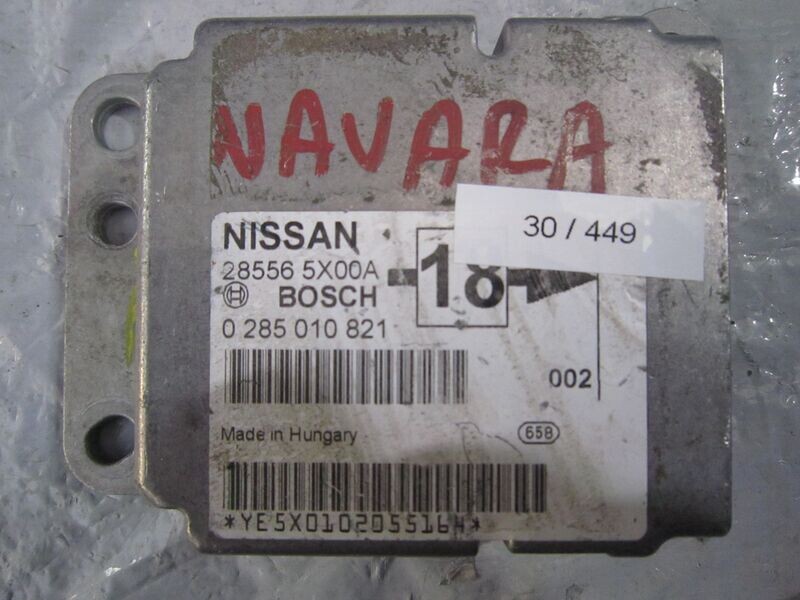 NAVARA
30 / 449
NISSAN
28556 5X00A
18
BOSCH
0 285 010 821
002
Made in Hungary
658
*YE5X0102055164*